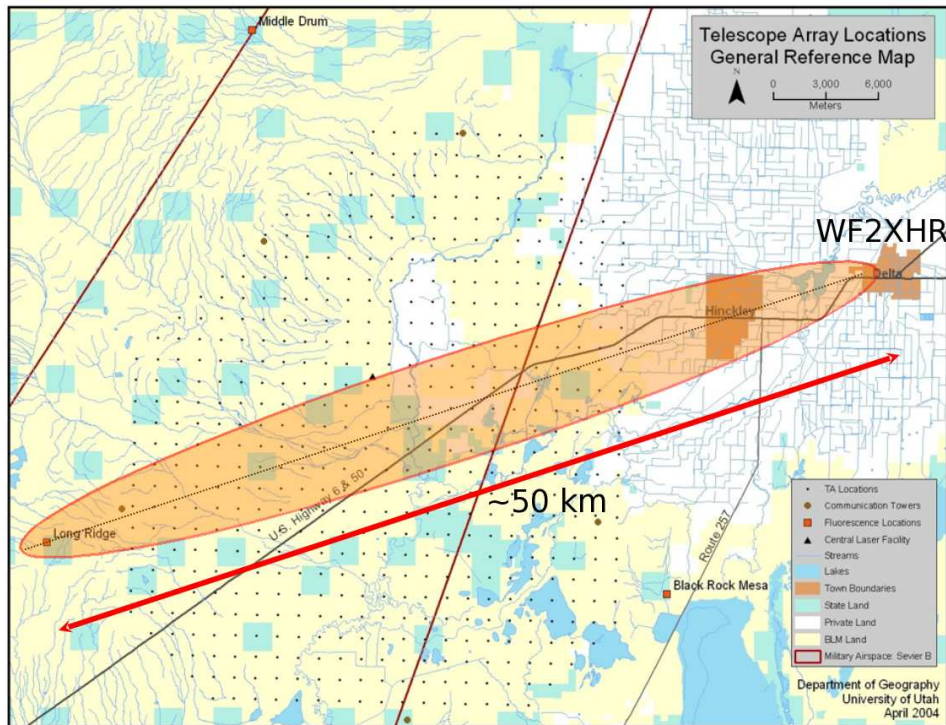 Middle Drum
Telescope Array Locations
General Reference Map
N
0 3,000 6,000
Meters
WF2XHR
Delta
Hinckley
U.S. Highway 6 & 50
~50 km
Long Ridge
Route 257
Black Rock Mesa
Legend
TA Locations
Communication Towers
Fluorescence Locations
Central Laser Facility
Streams
Lakes
Town Boundaries
State Land
Private Land
BLM Land
Military Airspace: Sevier B
Department of Geography
University of Utah
April 2004